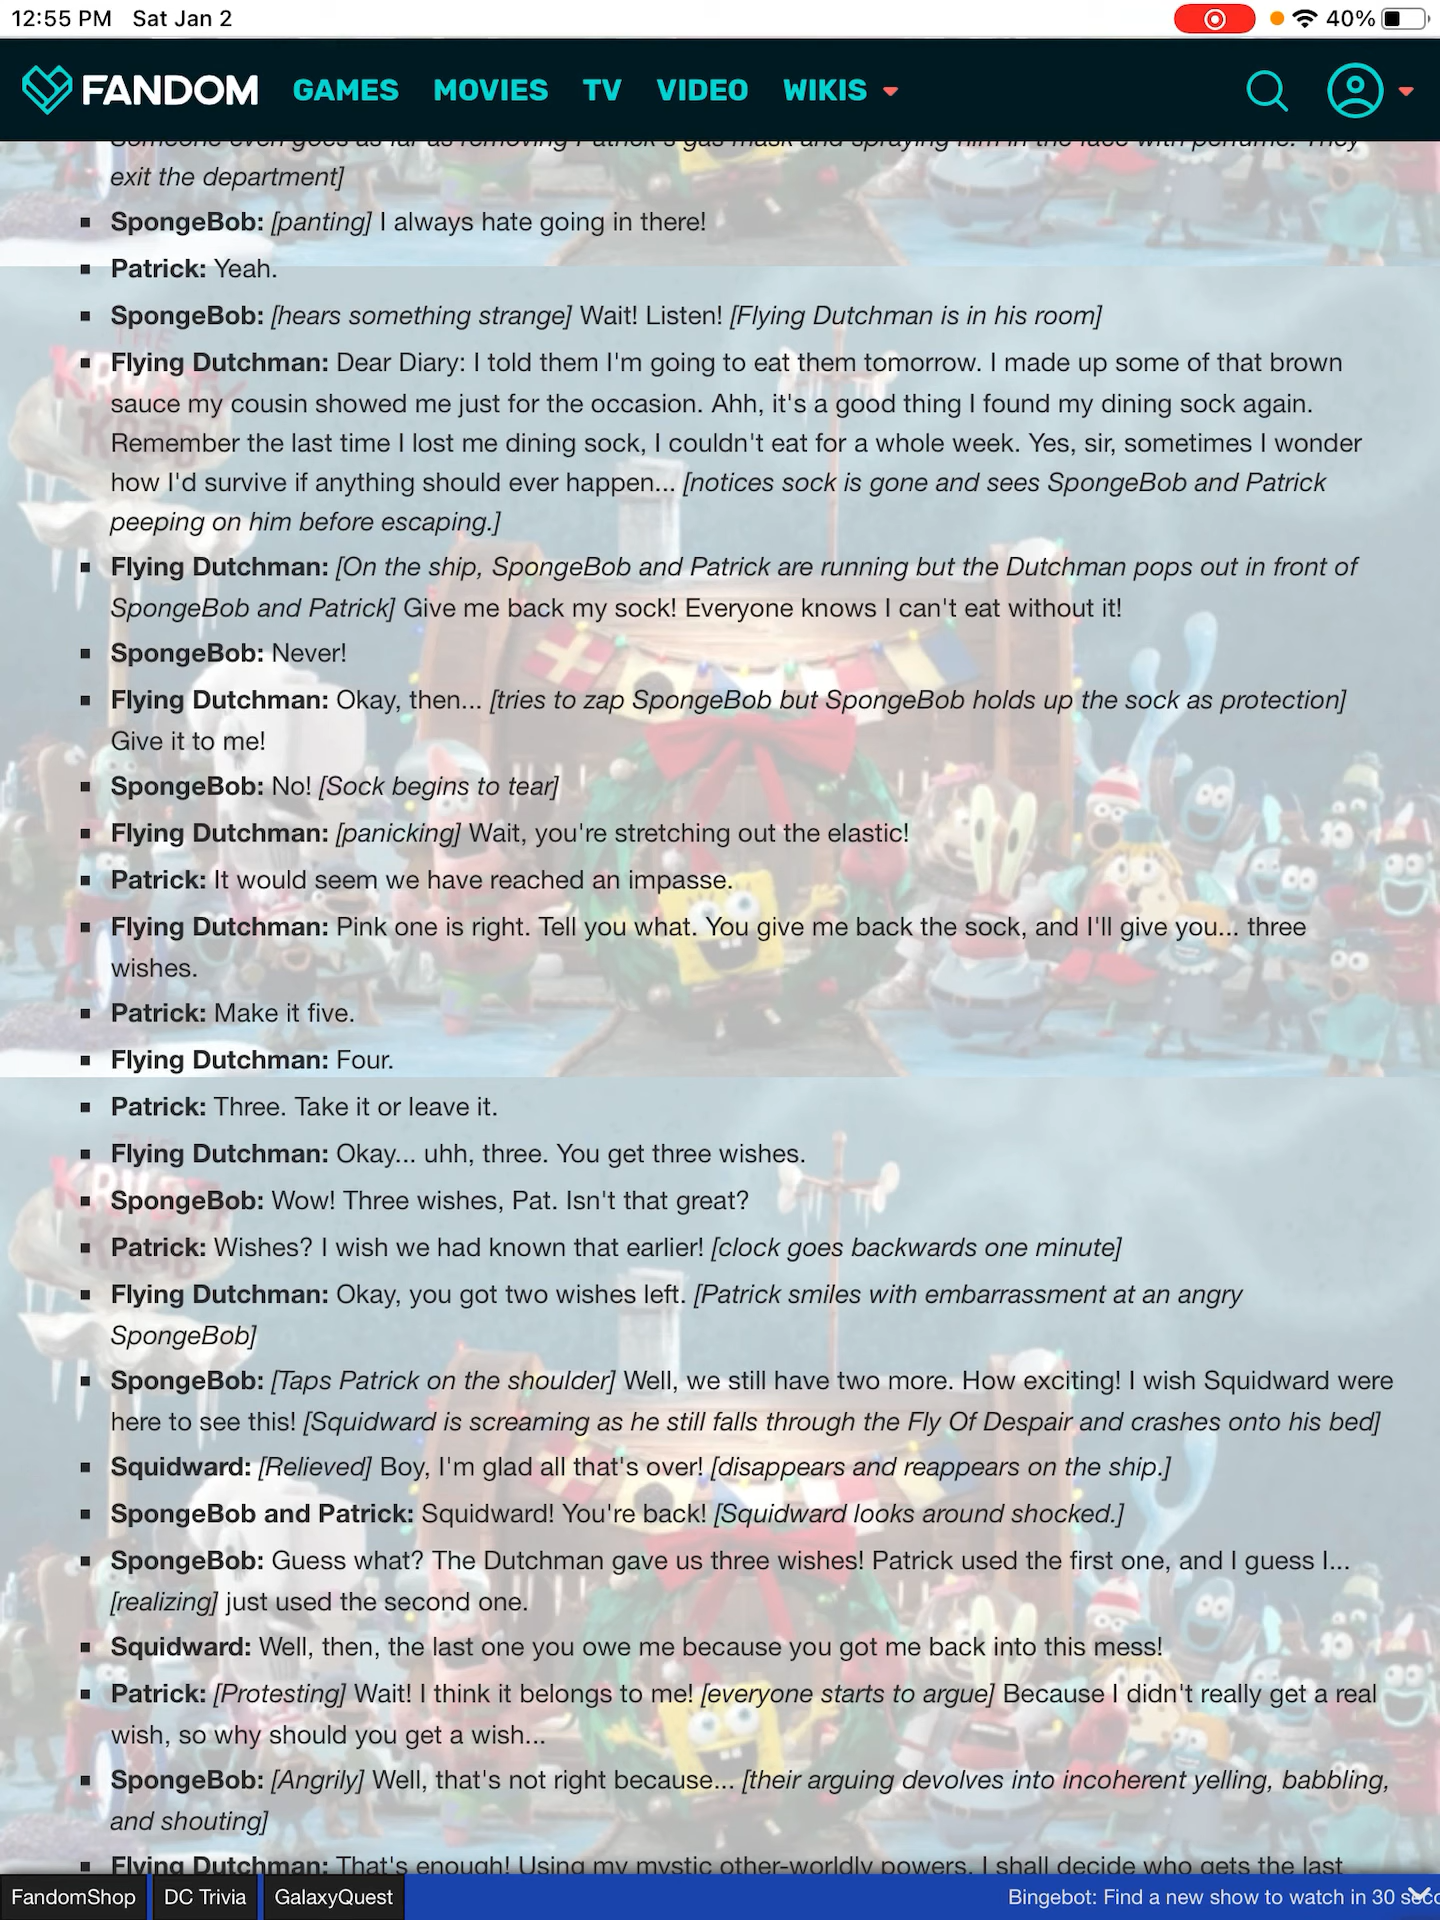 12:55 PM Sat Jan 2
40%
FANDOM GAMES MOVIES TV VIDEO WIKIS
Someone even goes as far as removing Patrick's gas mask and spraying him in the face with perfume. They
exit the department]
SpongeBob: [panting] I always hate going in there!
Patrick: Yeah.
SpongeBob: [hears something strange] Wait! Listen! [Flying Dutchman is in his room]
Flying Dutchman: Dear Diary: I told them I'm going to eat them tomorrow. I made up some of that brown
sauce my cousin showed me just for the occasion. Ahh, it's a good thing I found my dining sock again.
Remember the last time I lost me dining sock, I couldn't eat for a whole week. Yes, sir, sometimes I wonder
how I'd survive if anything should ever happen... [notices sock is gone and sees SpongeBob and Patrick
peeping on him before escaping.]
Flying Dutchman: [On the ship, SpongeBob and Patrick are running but the Dutchman pops out in front of
SpongeBob and Patrick] Give me back my sock! Everyone knows I can't eat without it!
SpongeBob: Never!
Flying Dutchman: Okay, then... [tries to zap SpongeBob but SpongeBob holds up the sock as protection]
Give it to me!
SpongeBob: No! [Sock begins to tear]
Flying Dutchman: [panicking] Wait, you're stretching out the elastic!
Patrick: It would seem we have reached an impasse.
Flying Dutchman: Pink one is right. Tell you what. You give me back the sock, and I'll give you... three
wishes.
Patrick: Make it five.
Flying Dutchman: Four.
Patrick: Three. Take it or leave it.
Flying Dutchman: Okay... uhh, three. You get three wishes.
SpongeBob: Wow! Three wishes, Pat. Isn't that great?
Patrick: Wishes? I wish we had known that earlier! [clock goes backwards one minute]
Flying Dutchman: Okay, you got two wishes left. [Patrick smiles with embarrassment at an angry
SpongeBob]
SpongeBob: [Taps Patrick on the shoulder] Well, we still have two more. How exciting! I wish Squidward were
here to see this! [Squidward is screaming as he still falls through the Fly Of Despair and crashes onto his bed]
Squidward: [Relieved] Boy, I'm glad all that's over! [disappears and reappears on the ship.]
SpongeBob and Patrick: Squidward! You're back! [Squidward looks around shocked.]
SpongeBob: Guess what? The Dutchman gave us three wishes! Patrick used the first one, and I guess I...
[realizing] just used the second one.
Squidward: Well, then, the last one you owe me because you got me back into this mess!
Patrick: [Protesting] Wait! I think it belongs to me! [everyone starts to argue] Because I didn't really get a real
wish, so why should you get a wish...
SpongeBob: [Angrily] Well, that's not right because... [their arguing devolves into incoherent yelling, babbling,
and shouting]
Flying Dutchman: That's enough! Using my mystic other-worldly powers, I shall decide who gets the last
FandomShop DC Trivia GalaxyQuest Bingebot: Find a new show to watch in 30 seco